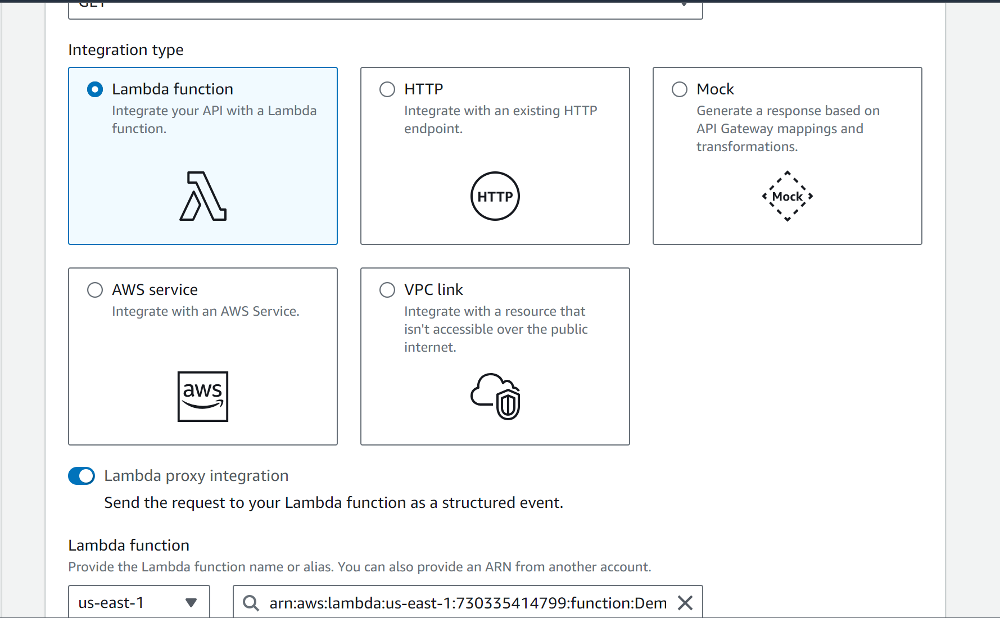 GET
Integration type
Lambda function
Integrate your API with a Lambda
function.
HTTP
Integrate with an existing HTTP
endpoint.
HTTP
Mock
Generate a response based on
API Gateway mappings and
transformations.
Mock
AWS service
Integrate with an AWS Service.
aws
VPC link
Integrate with a resource that
isn't accessible over the public
internet.
Lambda proxy integration
Send the request to your Lambda function as a structured event.
Lambda function
Provide the Lambda function name or alias. You can also provide an ARN from another account.
us-east-1
arn:aws:lambda:us-east-1:730335414799:function:Dem